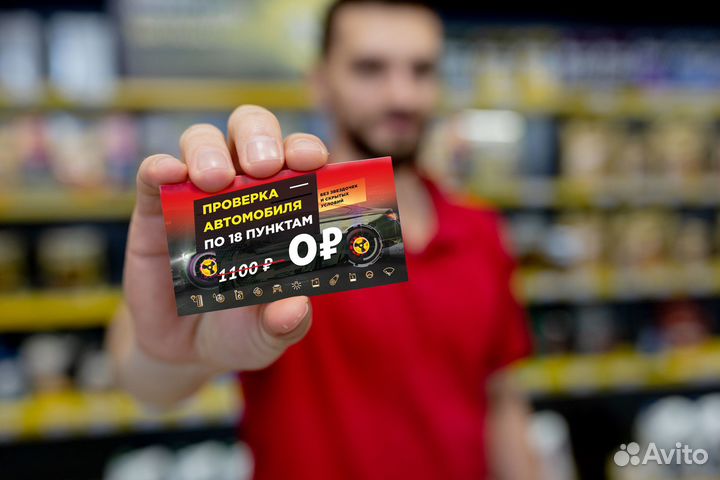 ПРОВЕРКА
АВТОМОБИЛЯ
ПО 18 ПУНКТАМ
БЕЗ ЗВЕЗДОЧЕК
И СКРЫТЫХ
УСЛОВИЙ
1100 ₽
0₽
Avito